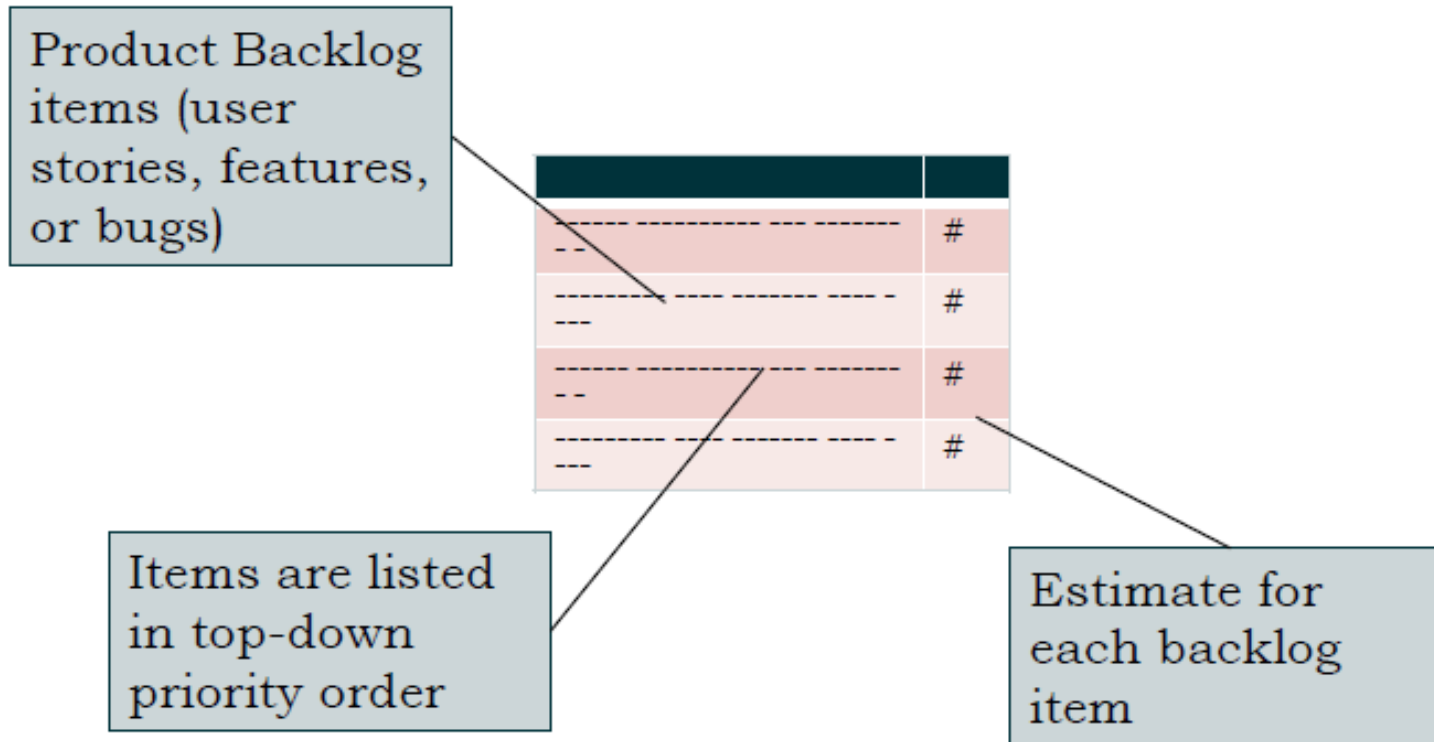 Product Backlog
items (user
stories, features,
or bugs)
------ ---------- --- -------
- -
#
--------- ---- ------- ---- -
---
#
------ ----------- --- -------
- -
#
--------- ---- ------- ---- -
---
#
Items are listed
in top-down
priority order
Estimate for
each backlog
item